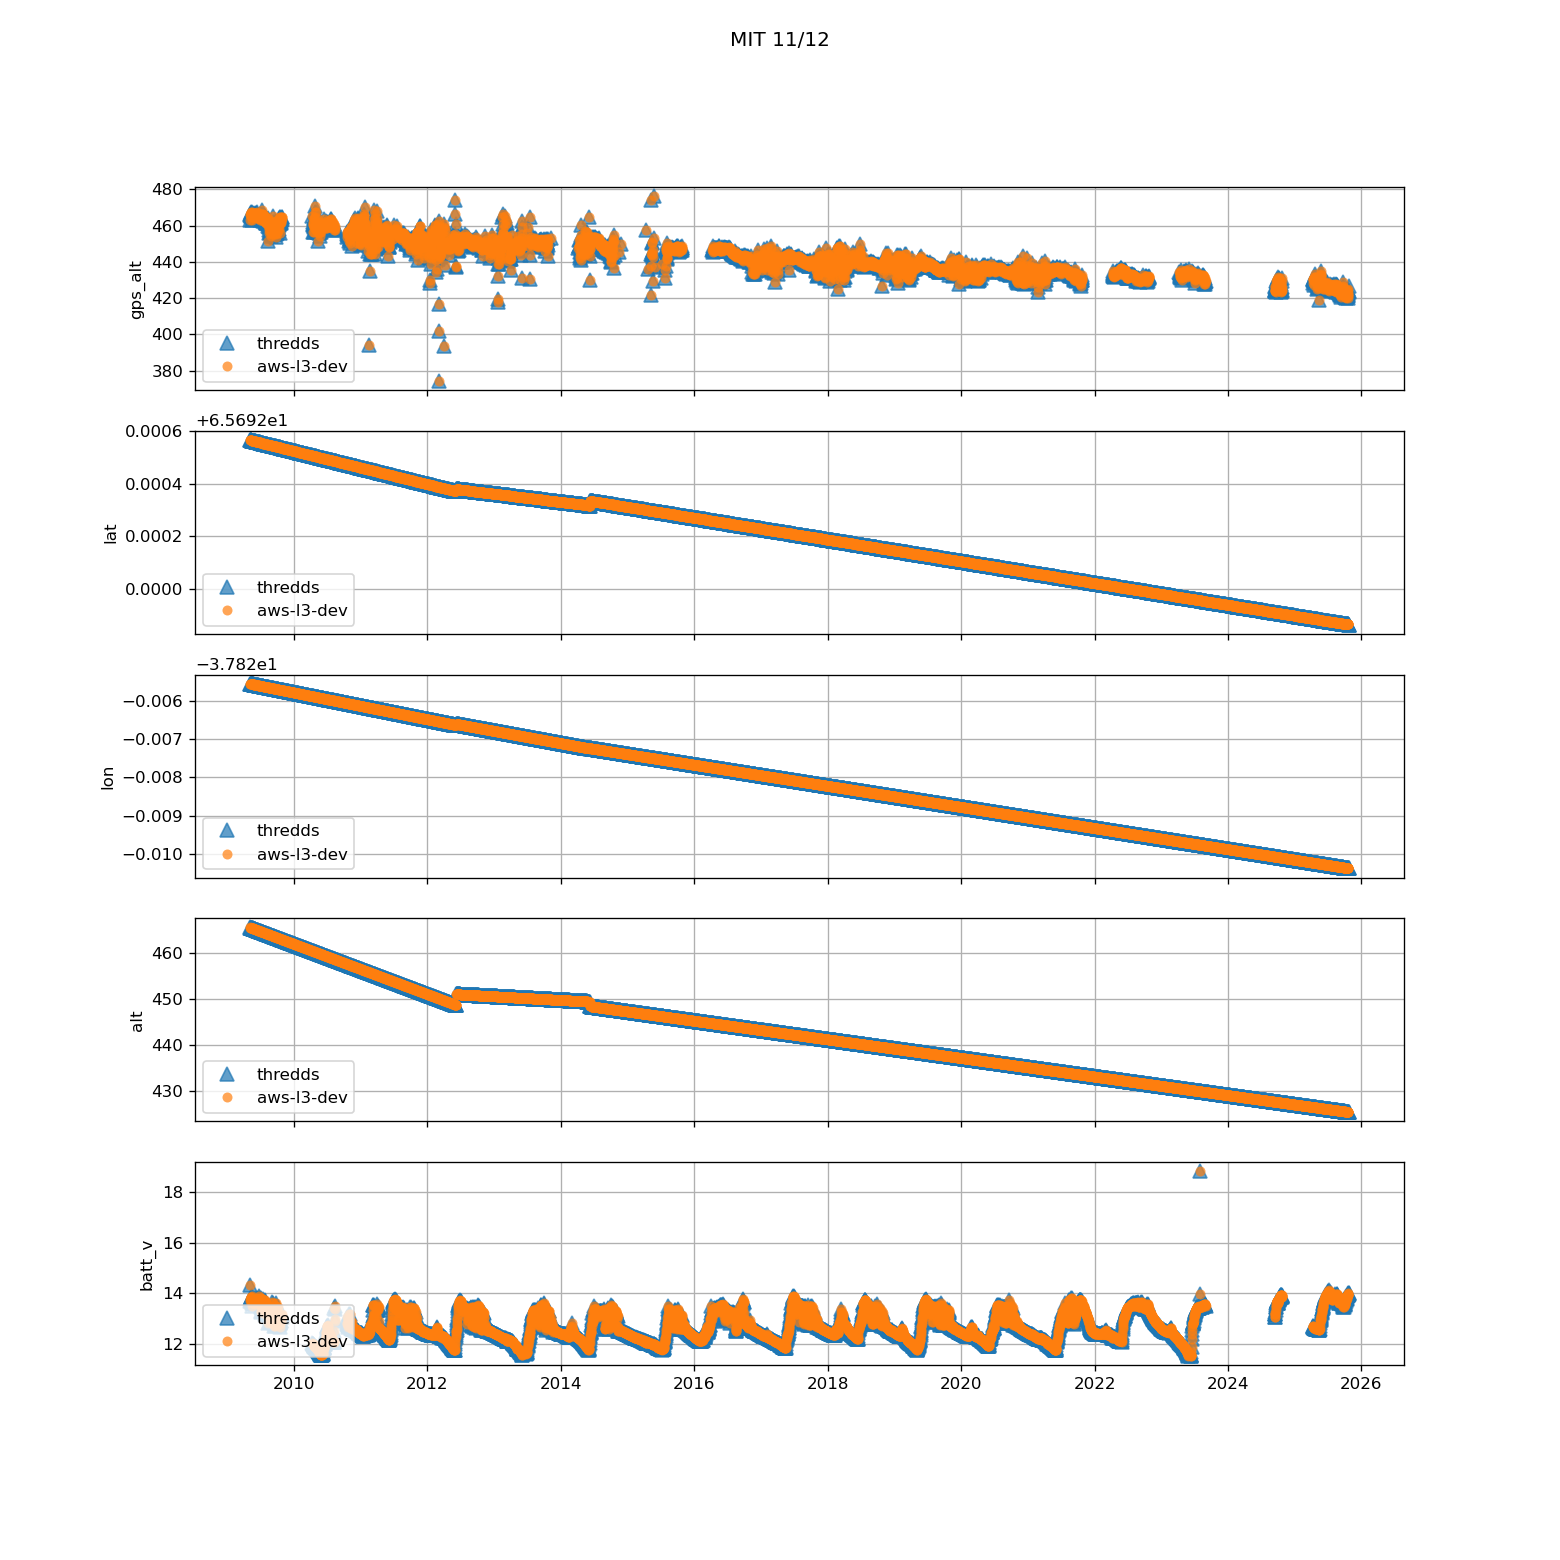 MIT 11/12
480
460
440
420
400
380
gps_alt
thredds
aws-l3-dev
+6.5692e1
0.0006
0.0004
0.0002
0.0000
lat
thredds
aws-l3-dev
−3.782e1
−0.006
−0.007
−0.008
−0.009
−0.010
lon
thredds
aws-l3-dev
460
450
440
430
alt
thredds
aws-l3-dev
18
16
14
12
batt_v
thredds
aws-l3-dev
2010 2012 2014 2016 2018 2020 2022 2024 2026